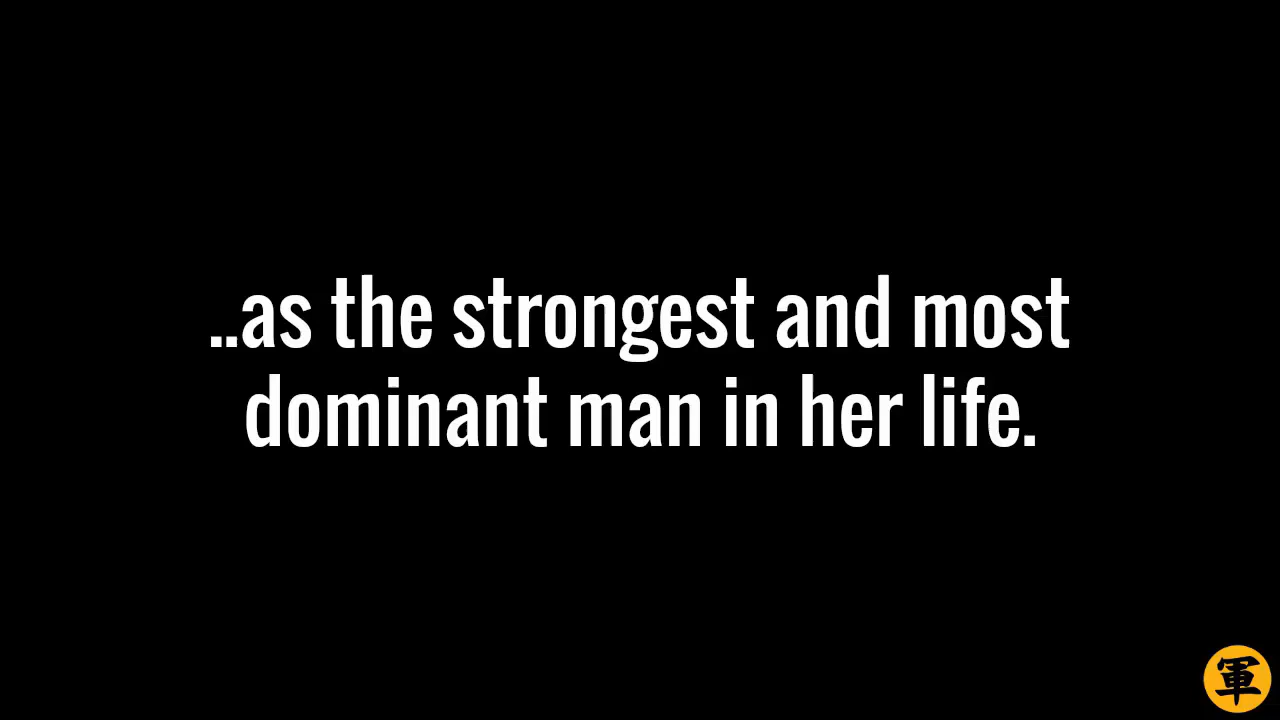 ..as the strongest and most
dominant man in her life.
軍